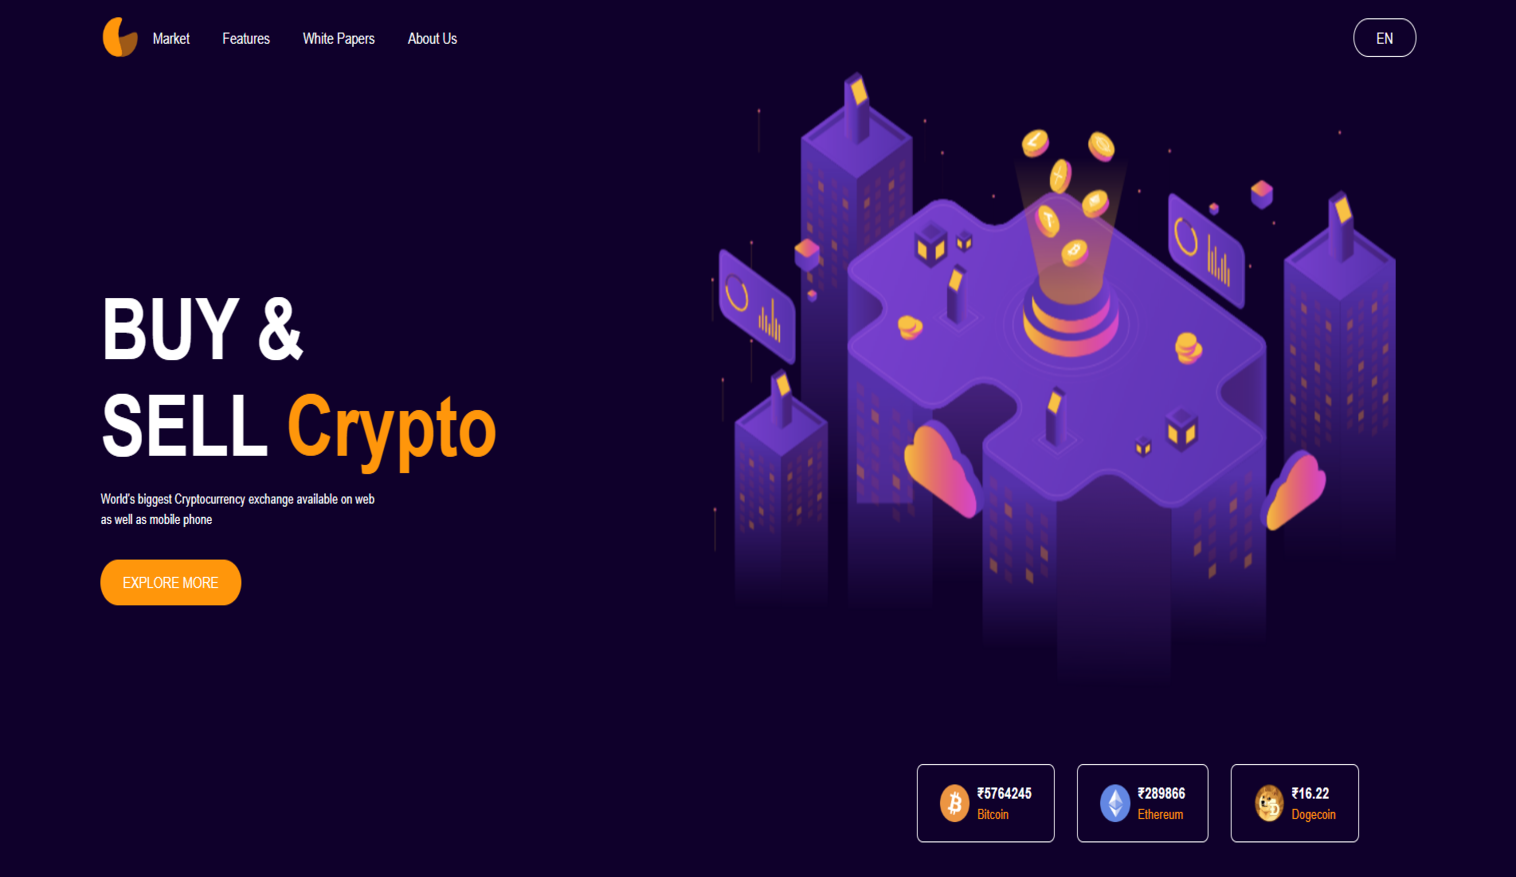 Market
Features
White Papers
About Us
EN
BUY &
SELL Crypto
World's biggest Cryptocurrency exchange available on web
as well as mobile phone
EXPLORE MORE
₹5764245
Bitcoin
₹289866
Ethereum
₹16.22
Dogecoin